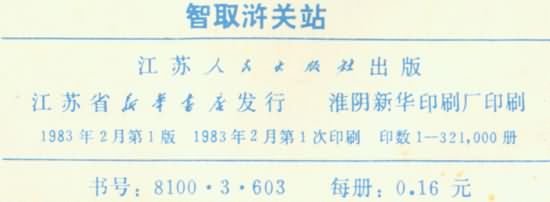 智取浒关站
江苏人民出版社出版
江苏省新华书店发行 淮阴新华印刷厂印刷
1983年2月第1版 1983年2月第1次印刷 印数1—321,000册
书号：8100·3·603 每册：0.16元